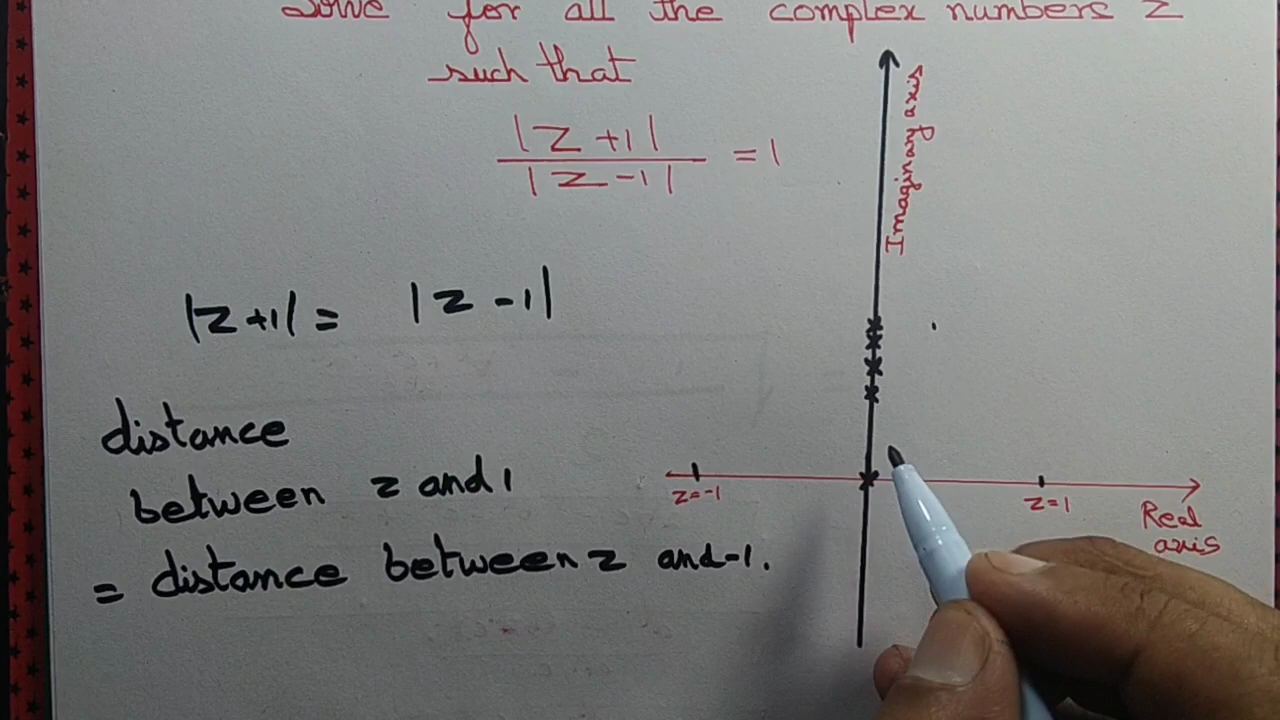 Solve for all the complex numbers z
such that
|z+1|
|z-1|
= 1
|z+1| = |z-1|
distance
between z and 1
= distance between z and -1.
Imaginary axis
z=-1
z=1
Real
axis